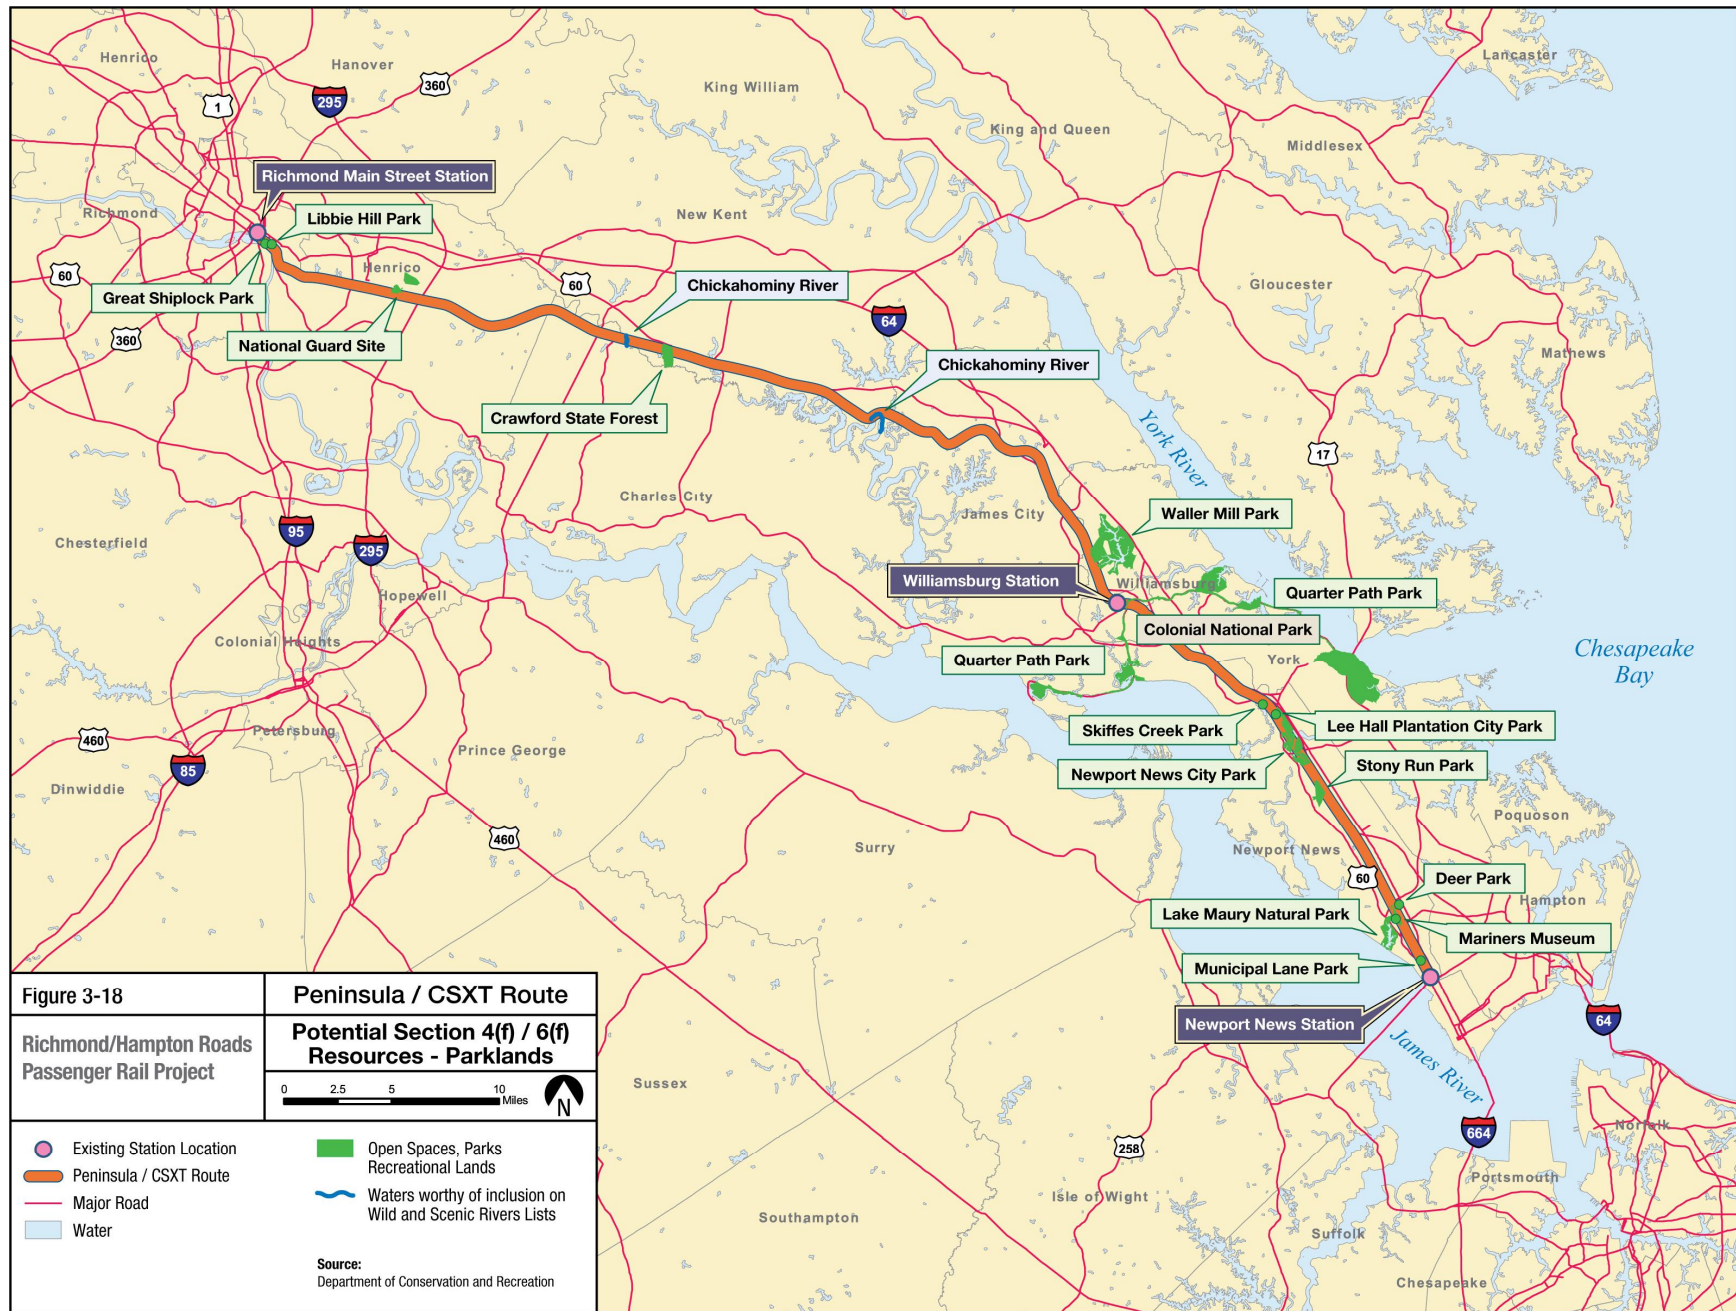 Henrico
Hanover
360
1
295
King William
King and Queen
Lancaster
Middlesex
Richmond Main Street Station
Richmond
Libbie Hill Park
New Kent
60
Henrico
Great Shiplock Park
360
National Guard Site
60
Chickahominy River
64
Gloucester
Mathews
Chickahominy River
Crawford State Forest
York River
17
Charles City
James City
Waller Mill Park
95
295
Chesterfield
Hopewell
Williamsburg Station
Williamsburg
Quarter Path Park
Colonial National Park
Colonial Heights
Quarter Path Park
York
Chesapeake
Bay
Skiffes Creek Park
Lee Hall Plantation City Park
Petersburg
460
85
Prince George
Newport News City Park
Stony Run Park
Dinwiddie
Poquoson
460
Surry
Newport News
60
Deer Park
Hampton
Lake Maury Natural Park
Mariners Museum
Municipal Lane Park
Newport News Station
64
James River
Sussex
664
Norfolk
258
Portsmouth
Isle of Wight
Southampton
Suffolk
Chesapeake
Figure 3-18
Peninsula / CSXT Route
Richmond/Hampton Roads
Passenger Rail Project
Potential Section 4(f) / 6(f)
Resources - Parklands
0 2.5 5 10
Miles
N
Existing Station Location
Peninsula / CSXT Route
Major Road
Water
Open Spaces, Parks
Recreational Lands
Waters worthy of inclusion on
Wild and Scenic Rivers Lists
Source:
Department of Conservation and Recreation